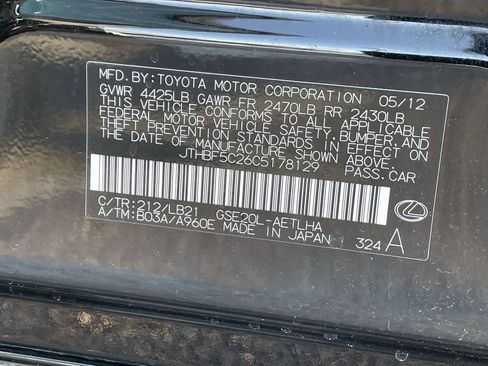 MFD.BY:TOYOTA MOTOR CORPORATION 05/12
GVWR 4425LB GAWR FR 2470LB RR 2430LB
THIS VEHICLE CONFORMS TO ALL APPLICABLE
FEDERAL MOTOR VEHICLE SAFETY,BUMPER,AND
THEFT PREVENTION STANDARDS IN EFFECT ON
THE DATE OF MANUFACTURE SHOWN ABOVE.
JTHBF5C26C5178129 PASS.CAR
C/TR:212/LB21 GSE20L-AETLHA
A/TM:B03A/A960E MADE IN JAPAN 324 A